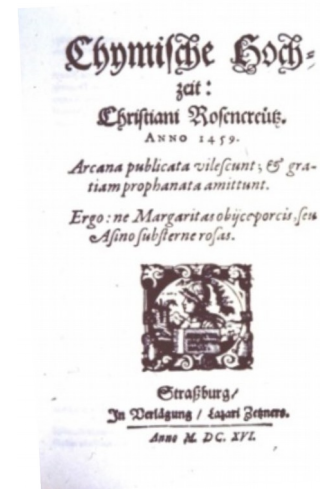 Chymische Hoch⸗
zeit:
Christiani Rosencreütz.
ANNO 1459.
Arcana publicata vilescunt; & gra-
tiam prophanata amittunt.
Ergo: ne Margaritas obijce porcis, seu
Asino substerne rosas.
Straßburg/
In Verlägung / Lazari Zetzners.
Anno M. DC. XVI.